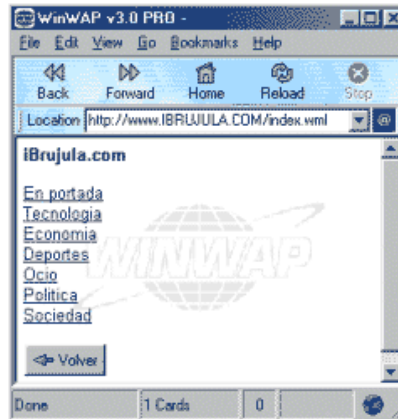 WinWAP v3.0 PRO -
File Edit View Go Bookmarks Help
Back Forward Home Reload Stop
Location http://www.IBRUJULA.COM/index.wml @
iBrujula.com
En portada
Tecnologia
Economia
Deportes
Ocio
Politica
Sociedad
WINWAP
Volver
Done 1 Cards 0